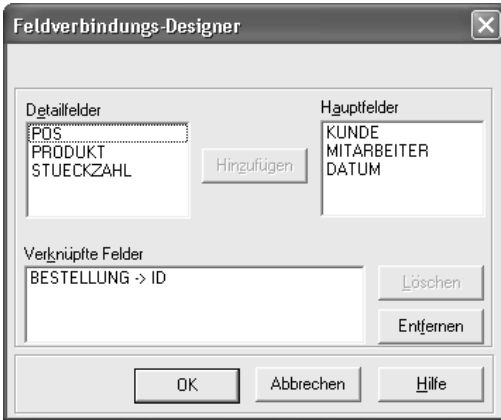 Feldverbindungs-Designer
Detailfelder
Hauptfelder
POS
PRODUKT
STUECKZAHL
Hinzufügen
KUNDE
MITARBEITER
DATUM
Verknüpfte Felder
BESTELLUNG -> ID
Löschen
Entfernen
OK
Abbrechen
Hilfe